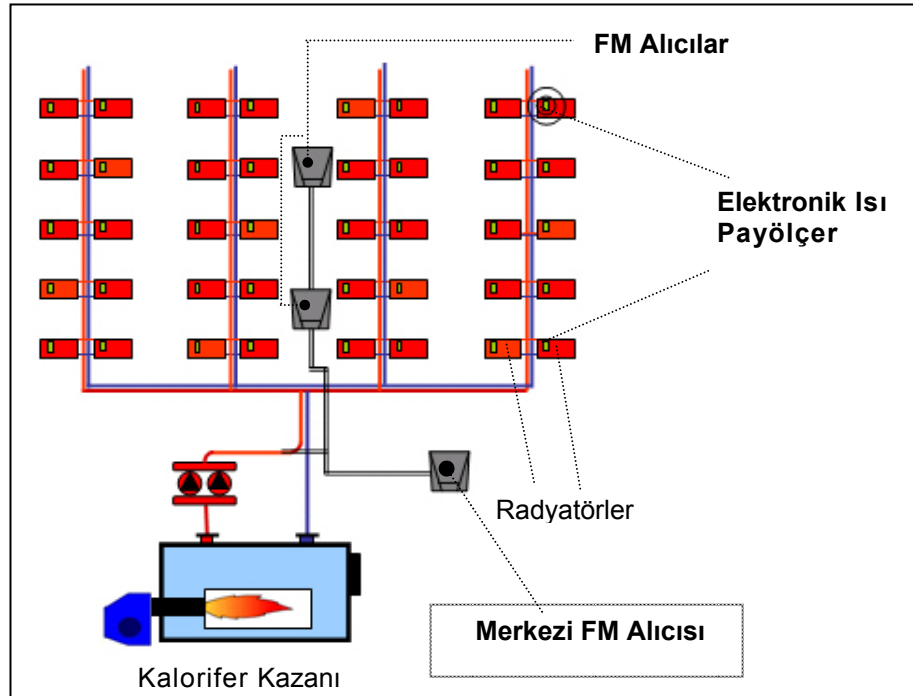 FM Alıcılar
Elektronik Isı
Payölçer
Radyatörler
Merkezi FM Alıcısı
Kalorifer Kazanı